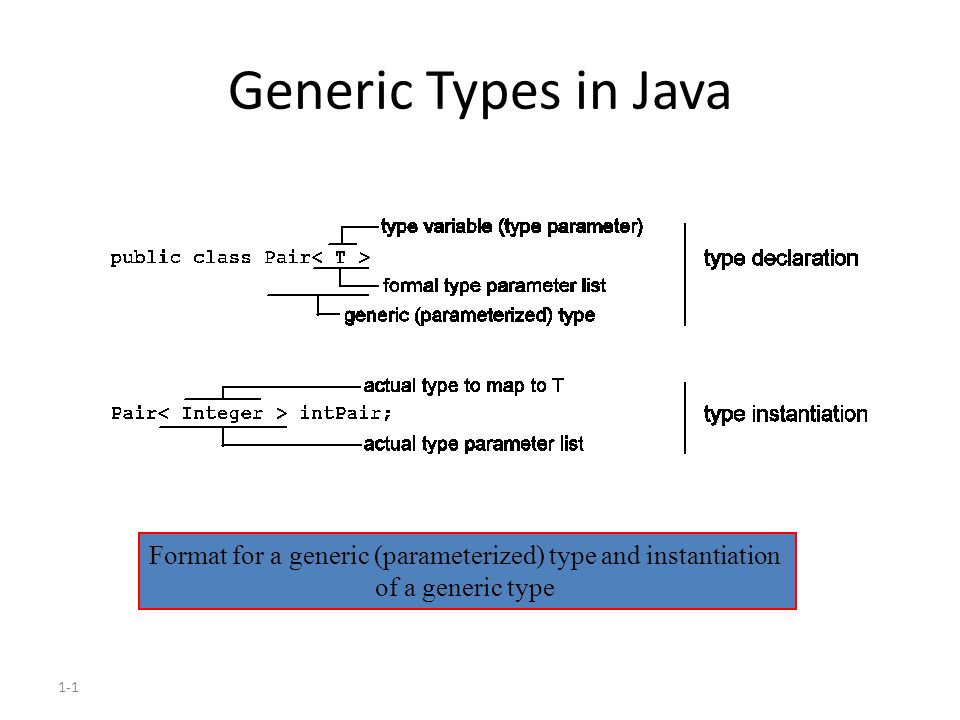 Generic Types in Java
type variable (type parameter)
public class Pair< T >
type declaration
formal type parameter list
generic (parameterized) type
actual type to map to T
Pair< Integer > intPair;
type instantiation
actual type parameter list
Format for a generic (parameterized) type and instantiation
of a generic type
1-1